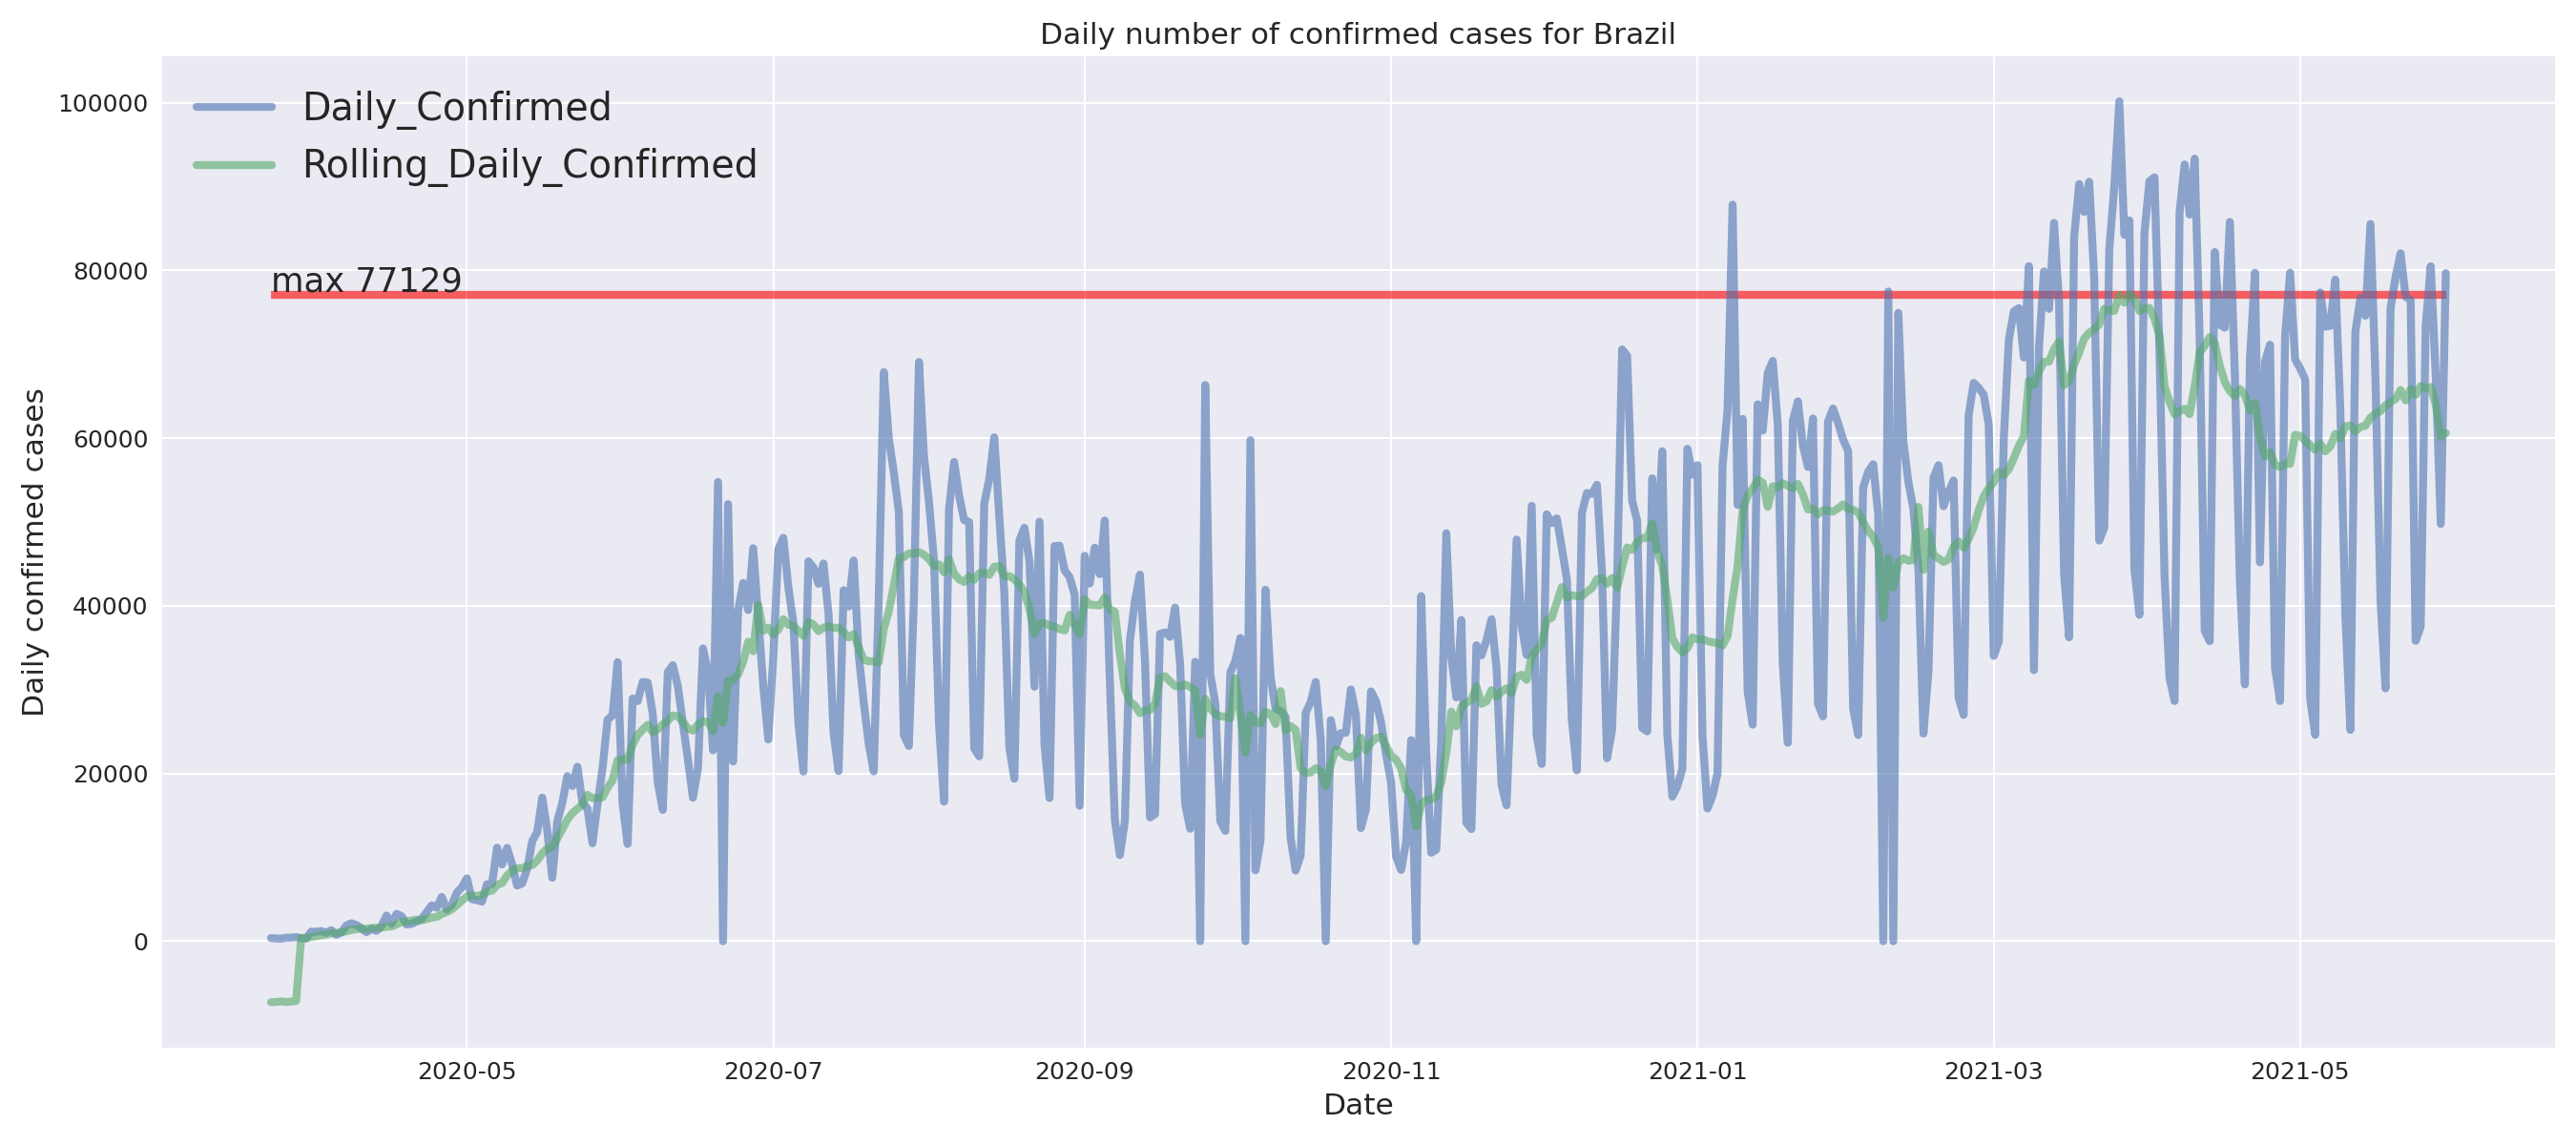 Daily number of confirmed cases for Brazil
Daily_Confirmed
Rolling_Daily_Confirmed
max 77129
Daily confirmed cases
100000
80000
60000
40000
20000
0
2020-05 2020-07 2020-09 2020-11 2021-01 2021-03 2021-05
Date